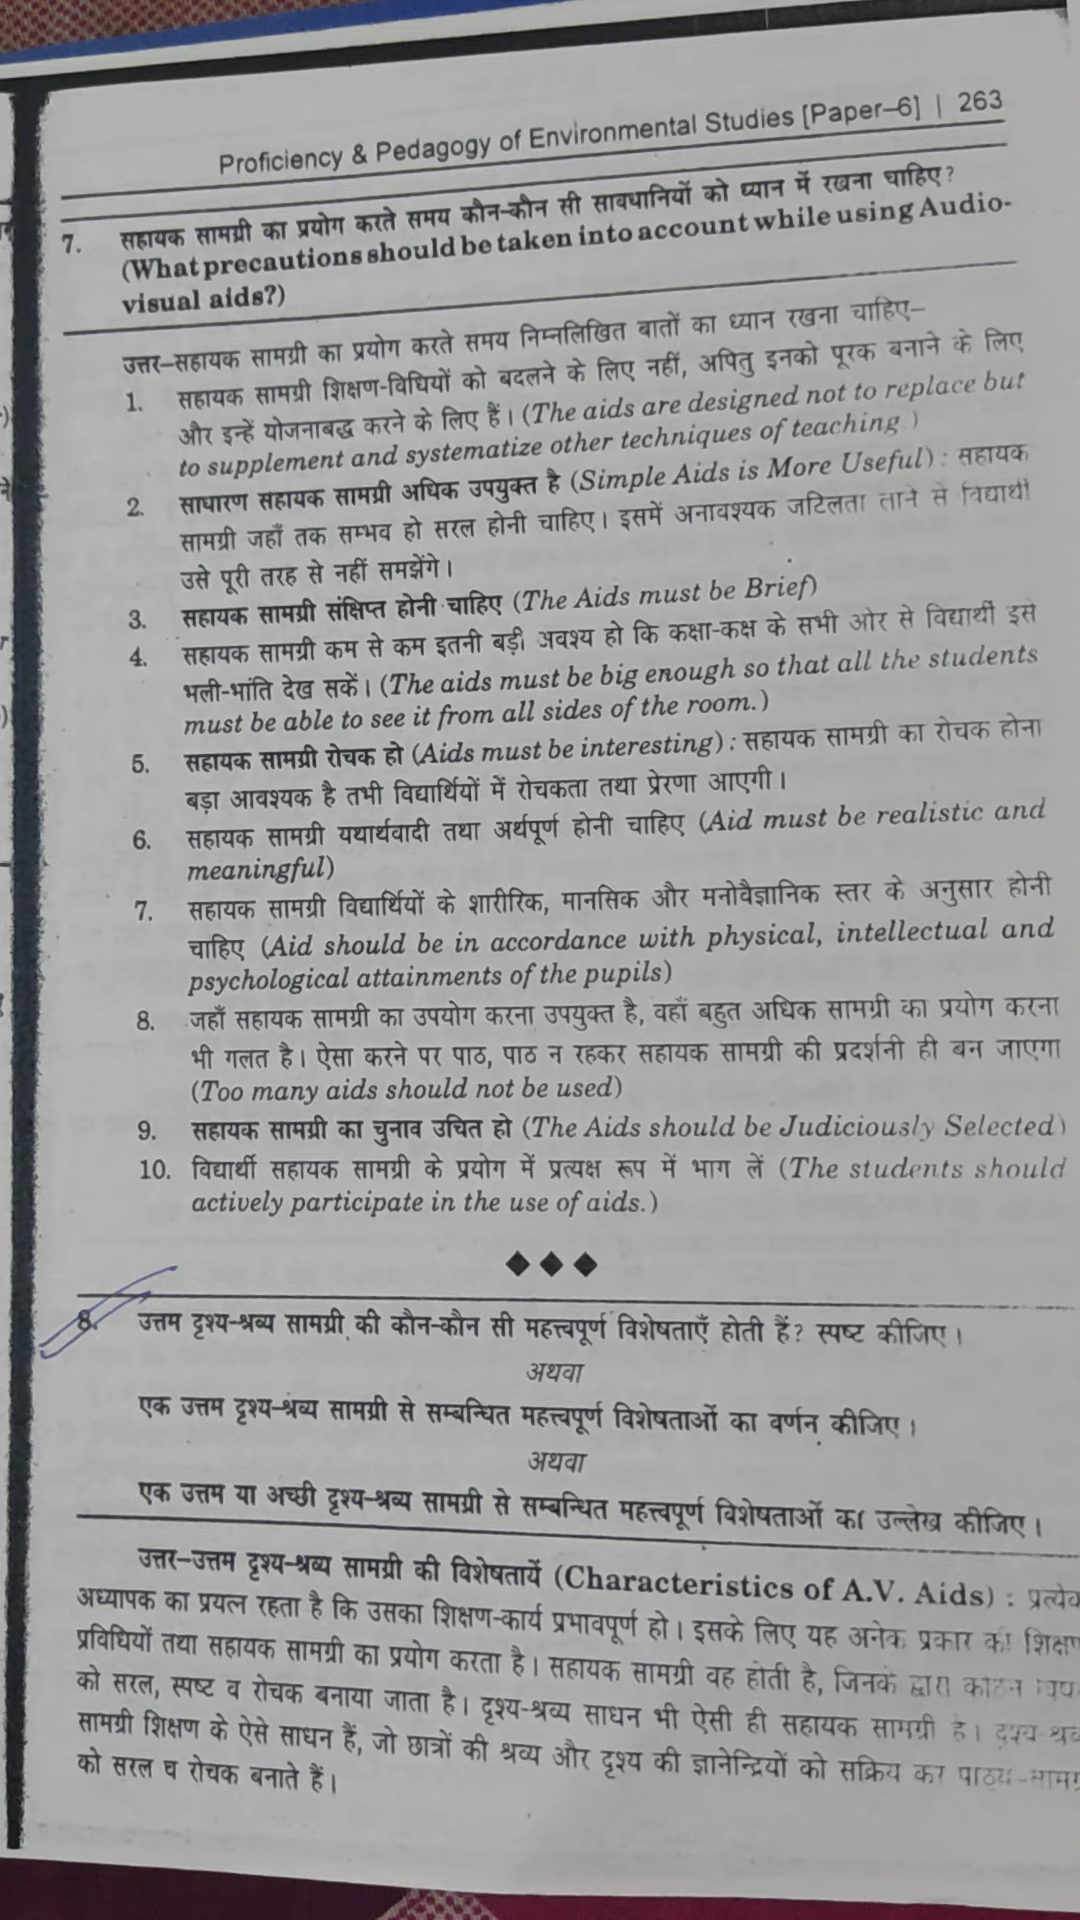 Proficiency & Pedagogy of Environmental Studies [Paper–6] | 263
7. सहायक सामग्री का प्रयोग करते समय कौन-कौन सी सावधानियों को ध्यान में रखना चाहिए?
(What precautions should be taken into account while using Audio-
visual aids?)
उत्तर–सहायक सामग्री का प्रयोग करते समय निम्नलिखित बातों का ध्यान रखना चाहिए–
1. सहायक सामग्री शिक्षण-विधियों को बदलने के लिए नहीं, अपितु इनको पूरक बनाने के लिए
और इन्हें योजनाबद्ध करने के लिए हैं। (The aids are designed not to replace but
to supplement and systematize other techniques of teaching )
2. साधारण सहायक सामग्री अधिक उपयुक्त है (Simple Aids is More Useful) : सहायक
सामग्री जहाँ तक सम्भव हो सरल होनी चाहिए। इसमें अनावश्यक जटिलता लाने से विद्यार्थी
उसे पूरी तरह से नहीं समझेंगे।
3. सहायक सामग्री संक्षिप्त होनी चाहिए (The Aids must be Brief)
4. सहायक सामग्री कम से कम इतनी बड़ी अवश्य हो कि कक्षा-कक्ष के सभी ओर से विद्यार्थी इसे
भली-भांति देख सकें। (The aids must be big enough so that all the students
must be able to see it from all sides of the room.)
5. सहायक सामग्री रोचक हो (Aids must be interesting) : सहायक सामग्री का रोचक होना
बड़ा आवश्यक है तभी विद्यार्थियों में रोचकता तथा प्रेरणा आएगी।
6. सहायक सामग्री यथार्थवादी तथा अर्थपूर्ण होनी चाहिए (Aid must be realistic and
meaningful)
7. सहायक सामग्री विद्यार्थियों के शारीरिक, मानसिक और मनोवैज्ञानिक स्तर के अनुसार होनी
चाहिए (Aid should be in accordance with physical, intellectual and
psychological attainments of the pupils)
8. जहाँ सहायक सामग्री का उपयोग करना उपयुक्त है, वहाँ बहुत अधिक सामग्री का प्रयोग करना
भी गलत है। ऐसा करने पर पाठ, पाठ न रहकर सहायक सामग्री की प्रदर्शनी ही बन जाएगा
(Too many aids should not be used)
9. सहायक सामग्री का चुनाव उचित हो (The Aids should be Judiciously Selected)
10. विद्यार्थी सहायक सामग्री के प्रयोग में प्रत्यक्ष रूप में भाग लें (The students should
actively participate in the use of aids.)
◆◆◆
8. उत्तम दृश्य-श्रव्य सामग्री की कौन-कौन सी महत्त्वपूर्ण विशेषताएँ होती हैं? स्पष्ट कीजिए।
अथवा
एक उत्तम दृश्य-श्रव्य सामग्री से सम्बन्धित महत्त्वपूर्ण विशेषताओं का वर्णन कीजिए।
अथवा
एक उत्तम या अच्छी दृश्य-श्रव्य सामग्री से सम्बन्धित महत्त्वपूर्ण विशेषताओं का उल्लेख कीजिए।
उत्तर–उत्तम दृश्य-श्रव्य सामग्री की विशेषतायें (Characteristics of A.V. Aids) :
अध्यापक का प्रयत्न रहता है कि उसका शिक्षण-कार्य प्रभावपूर्ण हो। इसके लिए यह अनेक प्रकार की
प्रविधियों तथा सहायक सामग्री का प्रयोग करता है। सहायक सामग्री वह होती है, जिनके द्वारा कठिन
को सरल, स्पष्ट व रोचक बनाया जाता है। दृश्य-श्रव्य साधन भी ऐसी ही सहायक सामग्री है।
सामग्री शिक्षण के ऐसे साधन हैं, जो छात्रों की श्रव्य और दृश्य की ज्ञानेन्द्रियों को सक्रिय कर
को सरल व रोचक बनाते हैं।